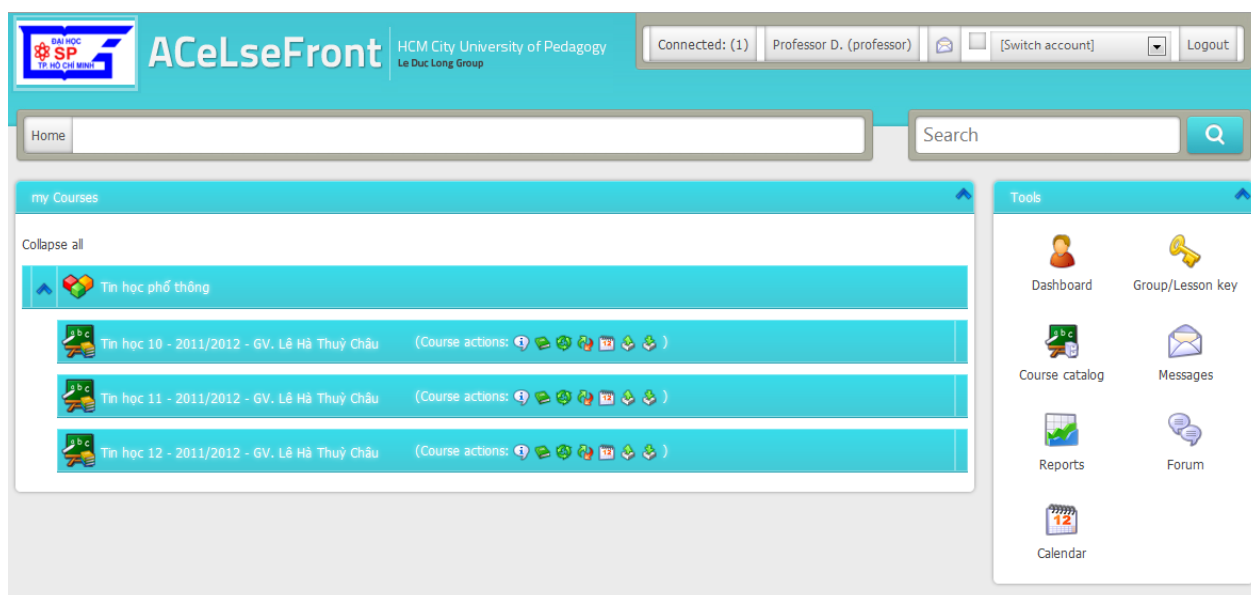 ĐẠI HỌC
SP
TP. HỒ CHÍ MINH
ACeLseFront
HCM City University of Pedagogy
Le Duc Long Group
Connected: (1)
Professor D. (professor)
[Switch account]
Logout
Home
Search
my Courses
Collapse all
Tin học phổ thông
Tin học 10 - 2011/2012 - GV. Lê Hà Thuỳ Châu (Course actions: )
Tin học 11 - 2011/2012 - GV. Lê Hà Thuỳ Châu (Course actions: )
Tin học 12 - 2011/2012 - GV. Lê Hà Thuỳ Châu (Course actions: )
Tools
Dashboard
Group/Lesson key
Course catalog
Messages
Reports
Forum
12
Calendar